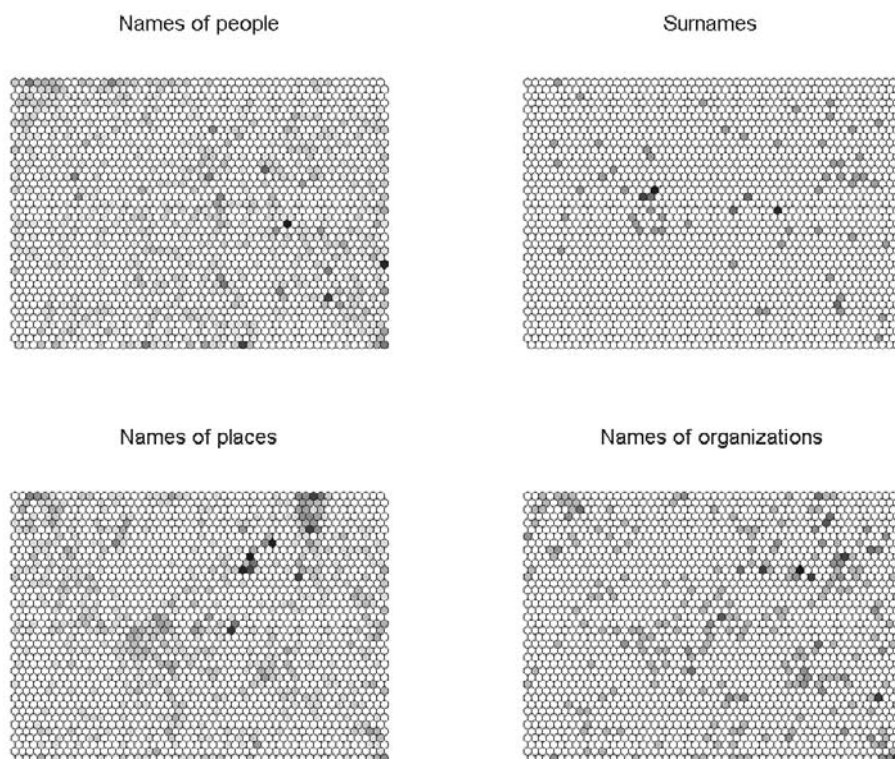 Names of people
Surnames
Names of places
Names of organizations